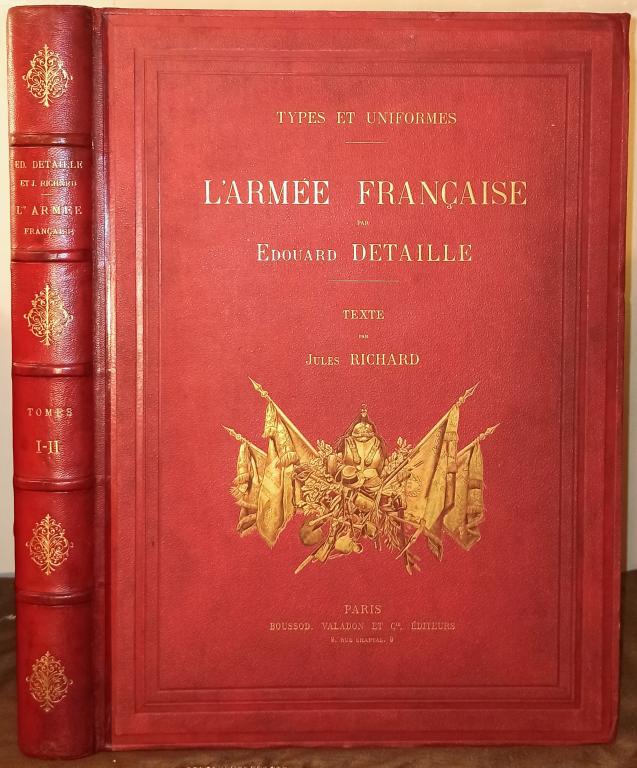 ED. DETAILLE
ET J. RICHARD
L'ARMÉE
FRANÇAISE
TOMES
I-II
TYPES ET UNIFORMES
L'ARMÉE FRANÇAISE
PAR
EDOUARD DETAILLE
TEXTE
PAR
JULES RICHARD
PARIS
BOUSSOD, VALADON ET Cie, ÉDITEURS
9, RUE CHAPTAL, 9